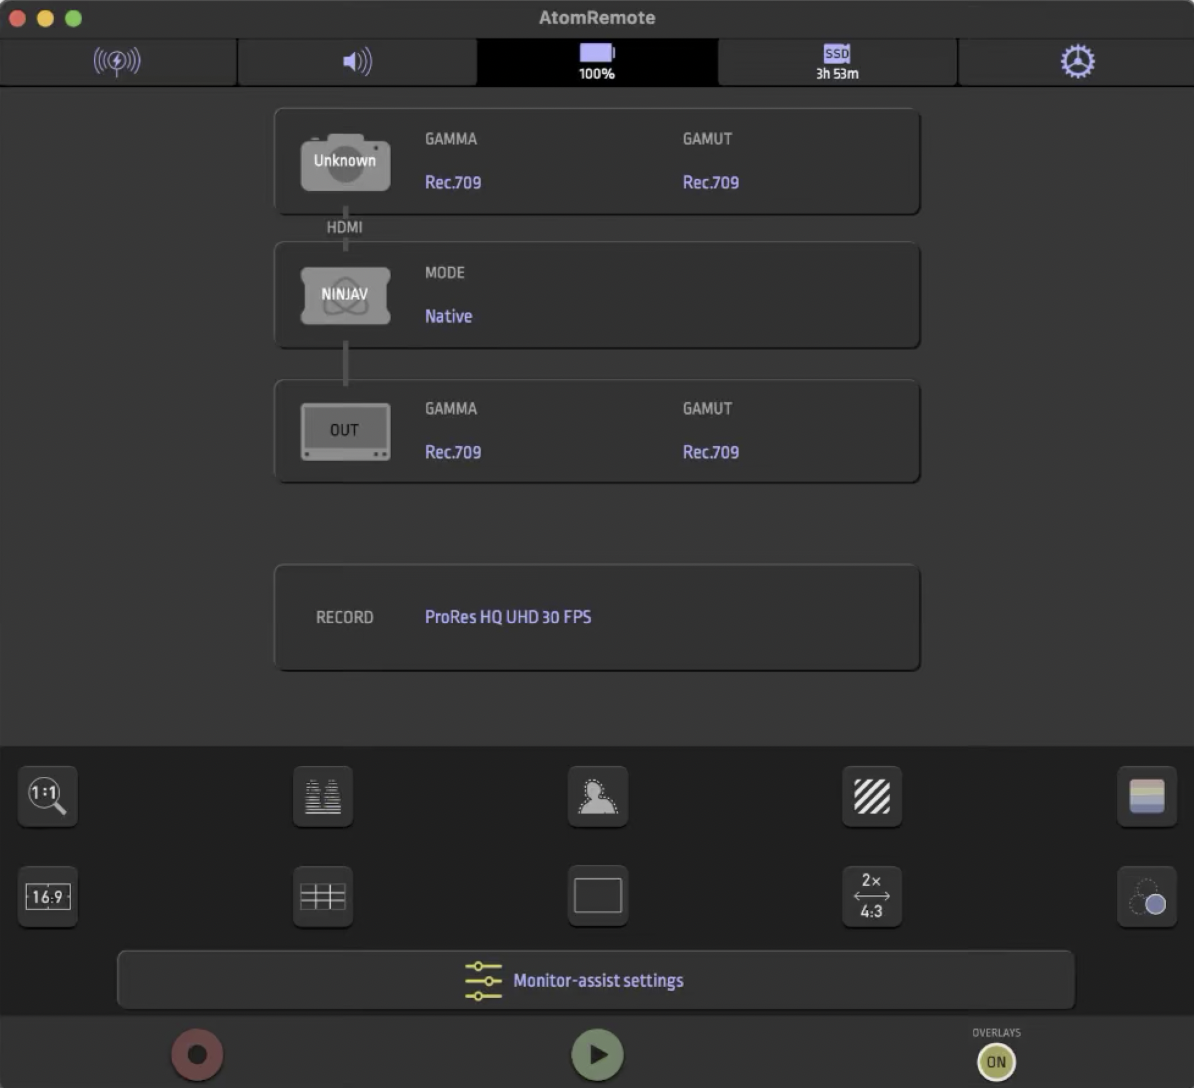 AtomRemote
100%
SSD
3h 53m
Unknown
GAMMA
GAMUT
Rec.709
Rec.709
HDMI
NINJAV
MODE
Native
OUT
GAMMA
GAMUT
Rec.709
Rec.709
RECORD
ProRes HQ UHD 30 FPS
1:1
16:9
2×
4:3
Monitor-assist settings
OVERLAYS
ON